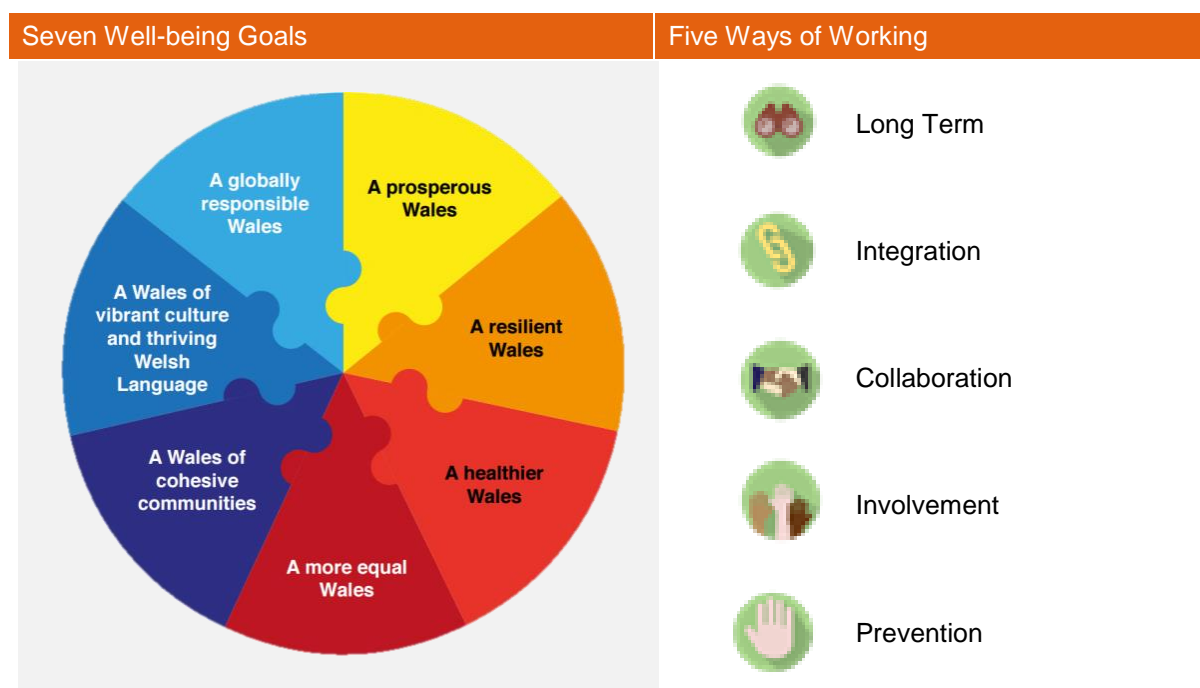 Seven Well-being Goals
Five Ways of Working
A globally
responsible
Wales
A prosperous
Wales
A resilient
Wales
A healthier
Wales
A more equal
Wales
A Wales of
cohesive
communities
A Wales of
vibrant culture
and thriving
Welsh
Language
Long Term
Integration
Collaboration
Involvement
Prevention